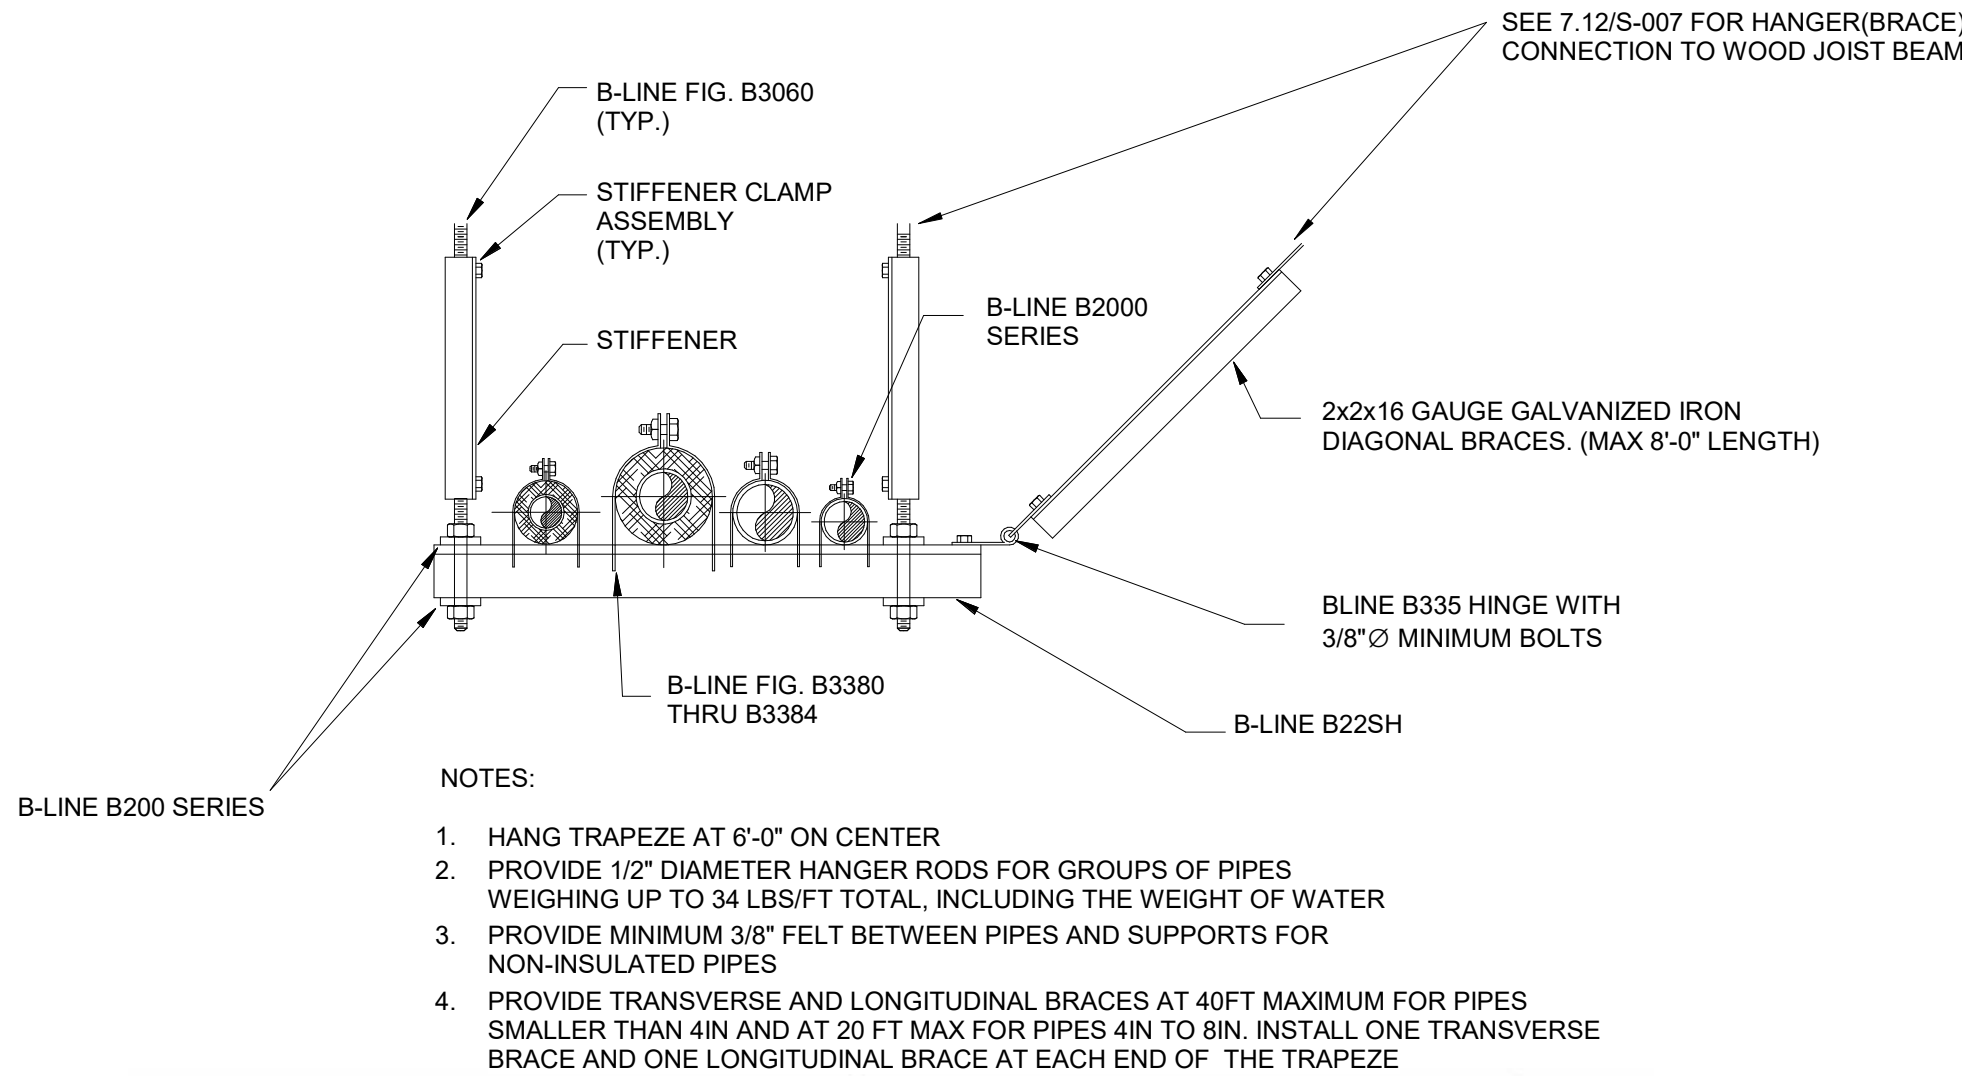 SEE 7.12/S-007 FOR HANGER(BRACE)
CONNECTION TO WOOD JOIST BEAM
B-LINE FIG. B3060
(TYP.)
STIFFENER CLAMP
ASSEMBLY
(TYP.)
B-LINE B2000
SERIES
STIFFENER
2x2x16 GAUGE GALVANIZED IRON
DIAGONAL BRACES. (MAX 8'-0" LENGTH)
BLINE B335 HINGE WITH
3/8"Ø MINIMUM BOLTS
B-LINE FIG. B3380
THRU B3384
B-LINE B22SH
B-LINE B200 SERIES
NOTES:
1. HANG TRAPEZE AT 6'-0" ON CENTER
2. PROVIDE 1/2" DIAMETER HANGER RODS FOR GROUPS OF PIPES
WEIGHING UP TO 34 LBS/FT TOTAL, INCLUDING THE WEIGHT OF WATER
3. PROVIDE MINIMUM 3/8" FELT BETWEEN PIPES AND SUPPORTS FOR
NON-INSULATED PIPES
4. PROVIDE TRANSVERSE AND LONGITUDINAL BRACES AT 40FT MAXIMUM FOR PIPES
SMALLER THAN 4IN AND AT 20 FT MAX FOR PIPES 4IN TO 8IN. INSTALL ONE TRANSVERSE
BRACE AND ONE LONGITUDINAL BRACE AT EACH END OF THE TRAPEZE